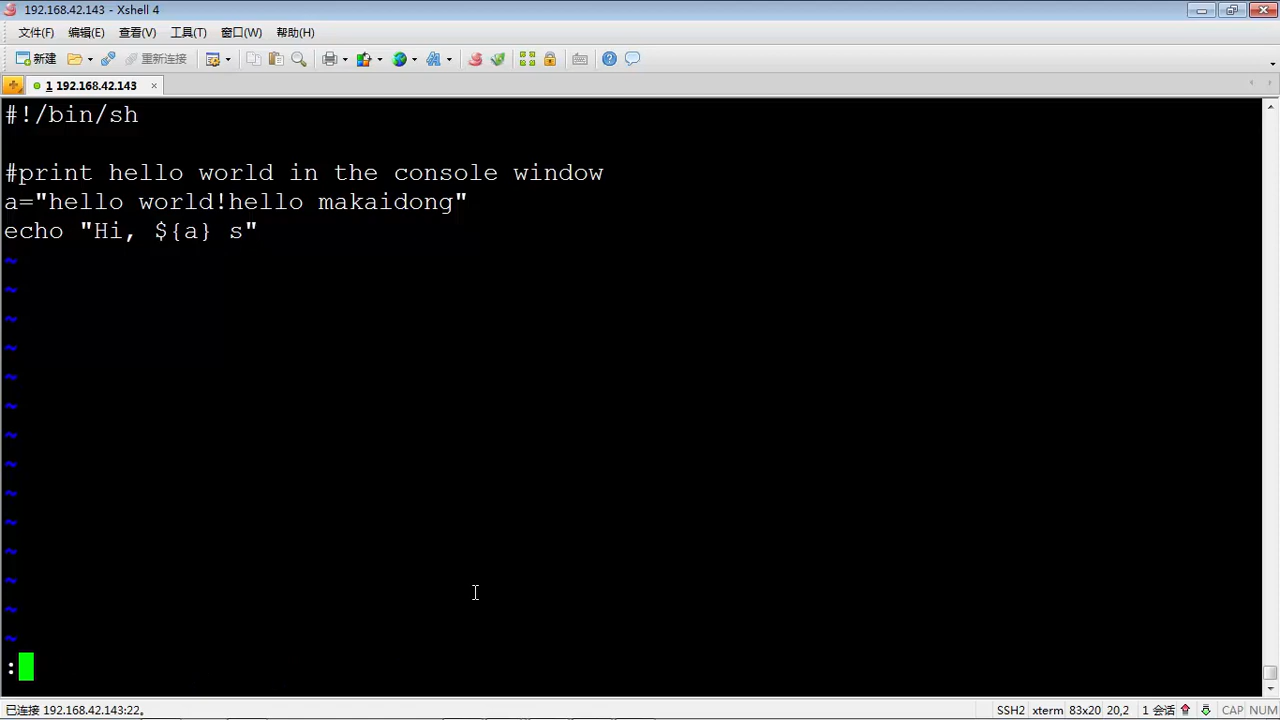 192.168.42.143 - Xshell 4
文件(F) 编辑(E) 查看(V) 工具(T) 窗口(W) 帮助(H)
新建 重新连接
1 192.168.42.143
#!/bin/sh
#print hello world in the console window
a="hello world!hello makaidong"
echo "Hi, ${a} s"
~
~
~
~
~
~
~
~
~
~
~
~
~
~
:
已连接 192.168.42.143:22。 SSH2 xterm 83x20 20,2 1 会话 CAP NUM